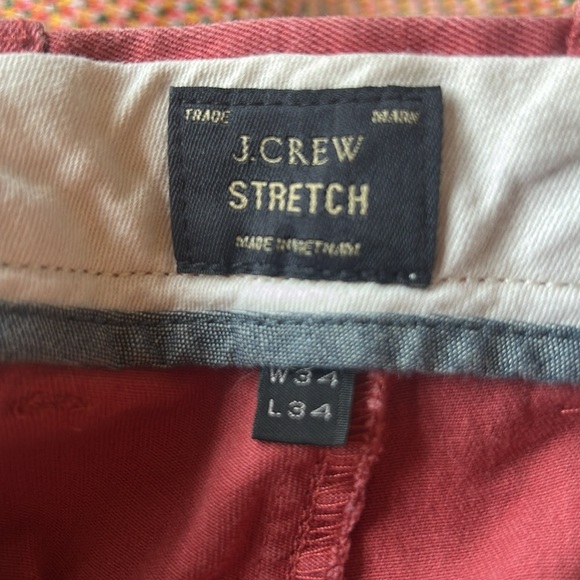 TRADE MARK
J.CREW
STRETCH
MADE IN VIETNAM
W34
L34